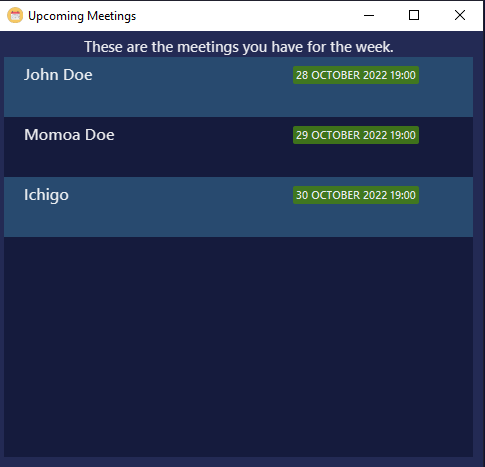 Upcoming Meetings
These are the meetings you have for the week.
John Doe 28 OCTOBER 2022 19:00
Momoa Doe 29 OCTOBER 2022 19:00
Ichigo 30 OCTOBER 2022 19:00